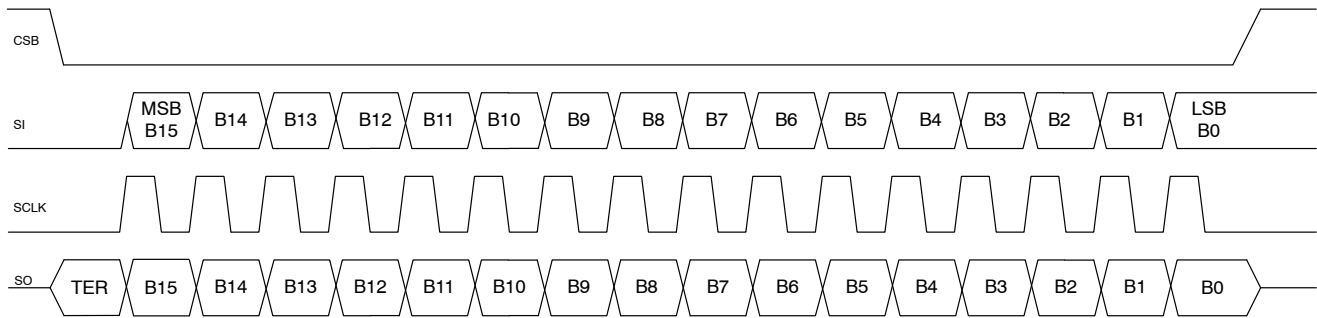 CSB
SI MSB B15 B14 B13 B12 B11 B10 B9 B8 B7 B6 B5 B4 B3 B2 B1 LSB B0
SCLK
SO TER B15 B14 B13 B12 B11 B10 B9 B8 B7 B6 B5 B4 B3 B2 B1 B0